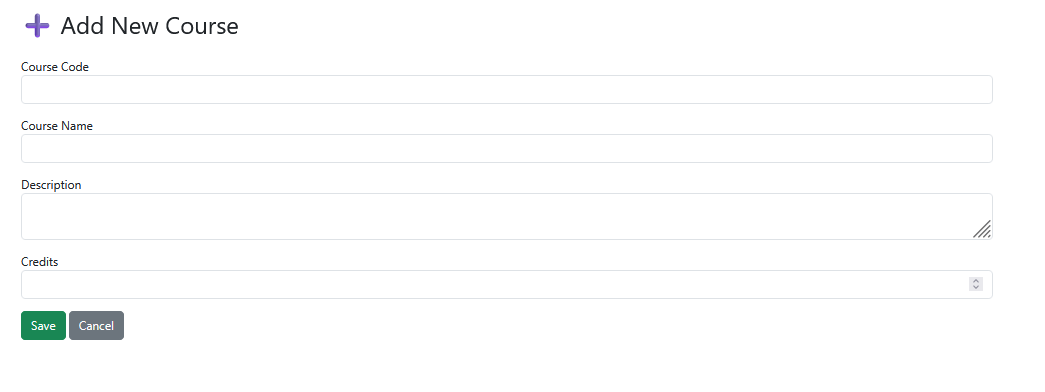 ➕ Add New Course
Course Code
Course Name
Description
Credits
Save Cancel